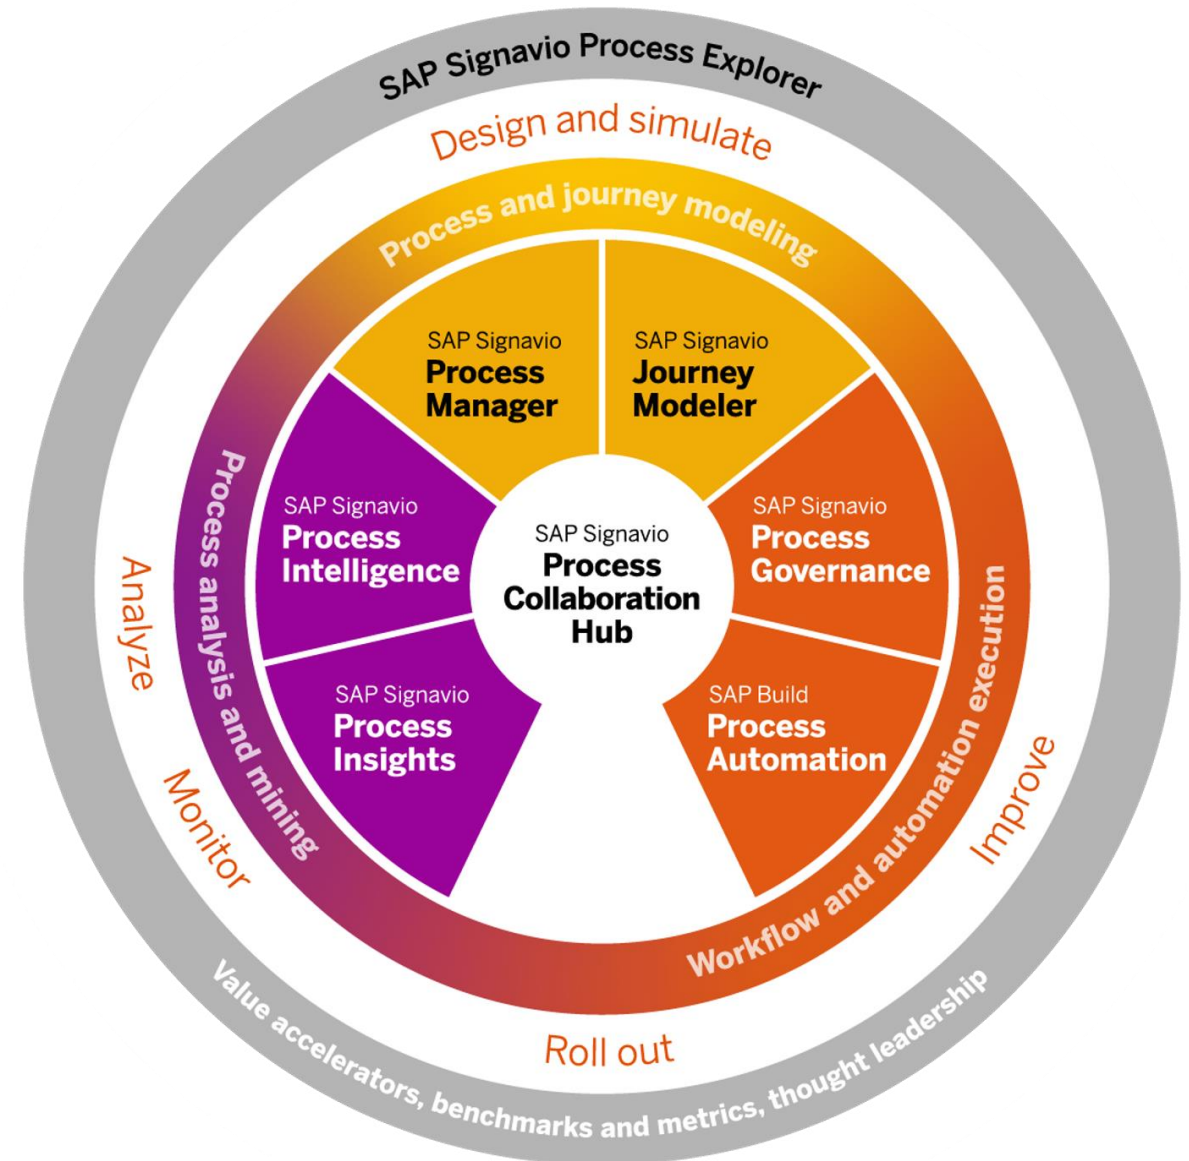 SAP Signavio Process Explorer
Design and simulate
Process and journey modeling
SAP Signavio
Process
Manager
SAP Signavio
Journey
Modeler
SAP Signavio
Process
Intelligence
SAP Signavio
Process
Collaboration
Hub
SAP Signavio
Process
Governance
SAP Signavio
Process
Insights
SAP Build
Process
Automation
Process analysis and mining
Workflow and automation execution
Analyze
Monitor
Improve
Roll out
Value accelerators, benchmarks and metrics, thought leadership